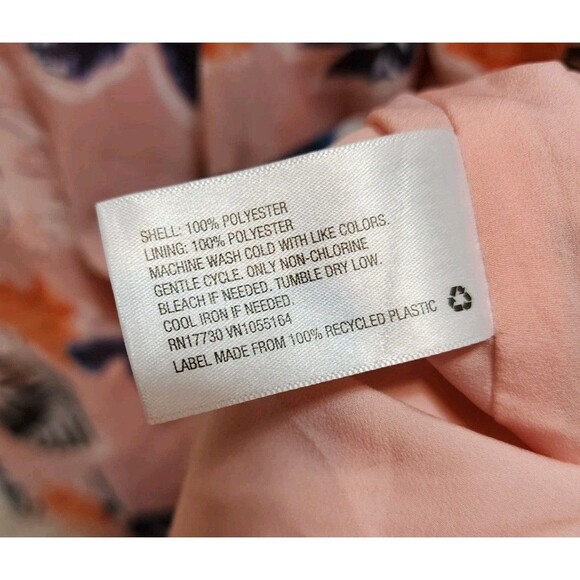 SHELL: 100% POLYESTER
LINING: 100% POLYESTER
MACHINE WASH COLD WITH LIKE COLORS.
GENTLE CYCLE. ONLY NON-CHLORINE
BLEACH IF NEEDED. TUMBLE DRY LOW.
COOL IRON IF NEEDED.
RN17730 VN1055164
LABEL MADE FROM 100% RECYCLED PLASTIC